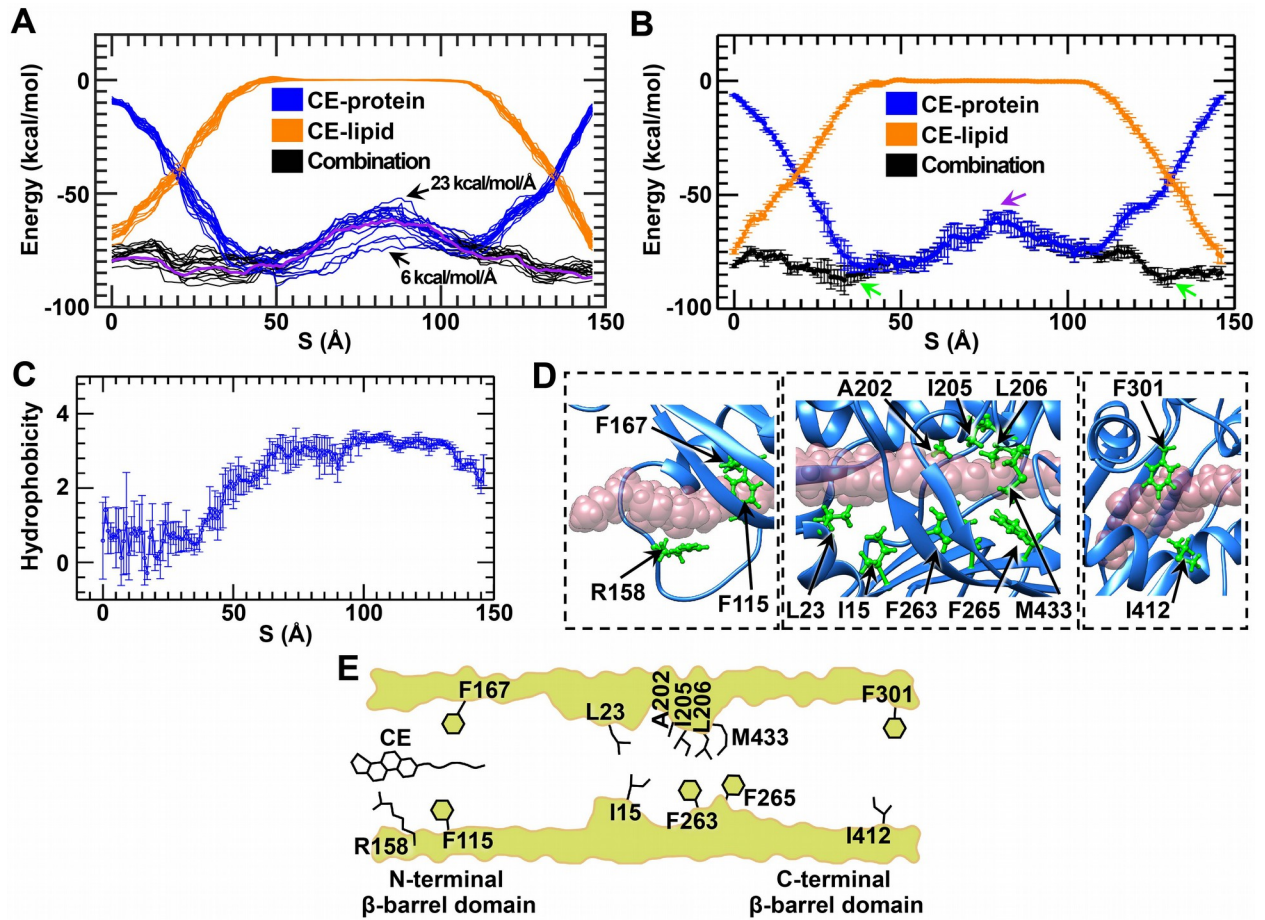 A
Energy (kcal/mol)
0
-50
-100
CE-protein
CE-lipid
Combination
23 kcal/mol/Å
6 kcal/mol/Å
0
50
100
150
S (Å)
B
Energy (kcal/mol)
0
-50
-100
CE-protein
CE-lipid
Combination
0
50
100
150
S (Å)
C
Hydrophobicity
4
2
0
0
50
100
150
S (Å)
D
F167
R158
F115
A202
I205
L206
L23
I15
F263
F265
M433
F301
I412
E
F167
L23
A202
I205
L206
M433
F301
CE
R158
F115
I15
F263
F265
I412
N-terminal
β-barrel domain
C-terminal
β-barrel domain